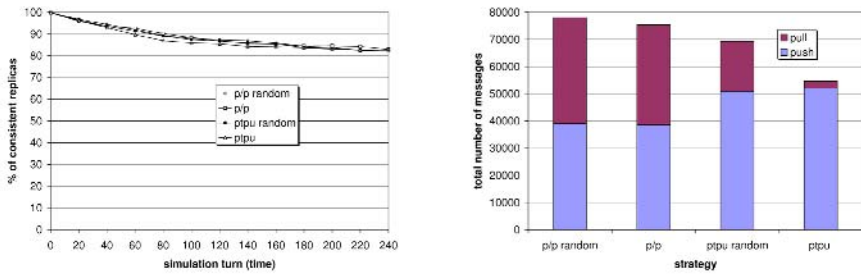 % of consistent replicas
100
90
80
70
60
50
40
30
20
10
0
p/p random
p/p
ptpu random
ptpu
0 20 40 60 80 100 120 140 160 180 200 220 240
simulation turn (time)
total number of messages
80000
70000
60000
50000
40000
30000
20000
10000
0
pull
push
p/p random p/p ptpu random ptpu
strategy